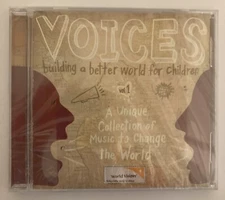 VOICES
building a better world for children
vol.1
A Unique
Collection of
Music to Change
The World
World Vision